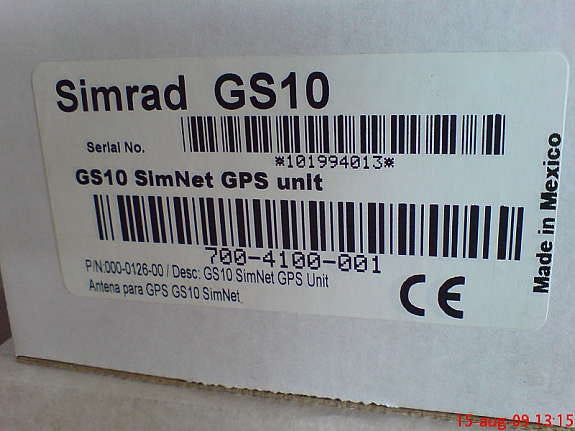 Simrad GS10
Serial No.
*101994013*
GS10 SimNet GPS unit
700-4100-001
P/N:000-0126-00 / Desc: GS10 SimNet GPS Unit
Antena para GPS GS10 SimNet
CE
Made in Mexico
15-aug-09 13:15